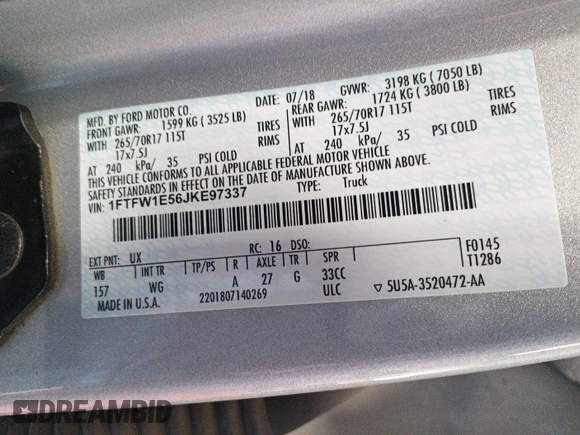 MFD. BY FORD MOTOR CO.
DATE: 07/18 GVWR: 3198 KG ( 7050 LB)
FRONT GAWR: 1599 KG ( 3525 LB) REAR GAWR: 1724 KG ( 3800 LB)
WITH 265/70R17 115T TIRES WITH 265/70R17 115T TIRES
17x7.5J RIMS 17x7.5J RIMS
AT 240 kPa/ 35 PSI COLD AT 240 kPa/ 35 PSI COLD
THIS VEHICLE CONFORMS TO ALL APPLICABLE FEDERAL MOTOR VEHICLE
SAFETY STANDARDS IN EFFECT ON THE DATE OF MANUFACTURE SHOWN ABOVE.
VIN: 1FTFW1E56JKE97337 TYPE: Truck
EXT PNT: UX RC: 16 DSO: F0145
WB INT TR TP/PS R AXLE TR SPR T1286
157 WG A 27 G 33CC
MADE IN U.S.A. 2201807140269 ULC ▽ 5U5A-3520472-AA
DREAMBID